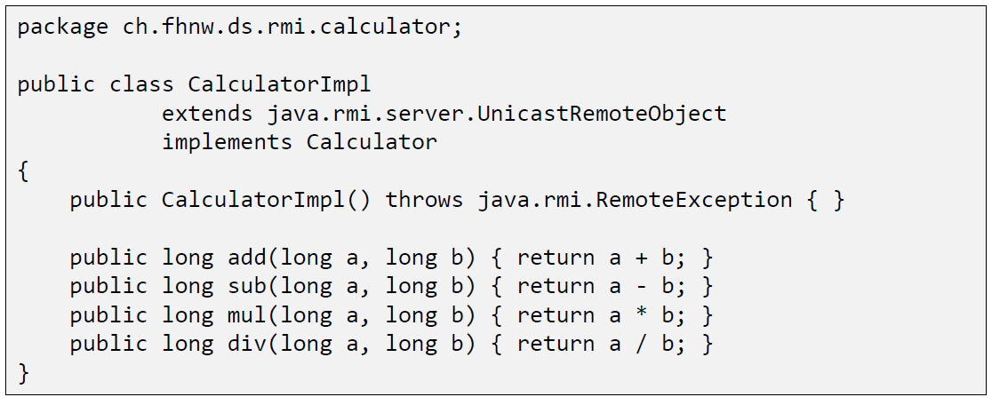 package ch.fhnw.ds.rmi.calculator;
public class CalculatorImpl
extends java.rmi.server.UnicastRemoteObject
implements Calculator
{
public CalculatorImpl() throws java.rmi.RemoteException { }
public long add(long a, long b) { return a + b; }
public long sub(long a, long b) { return a - b; }
public long mul(long a, long b) { return a * b; }
public long div(long a, long b) { return a / b; }
}